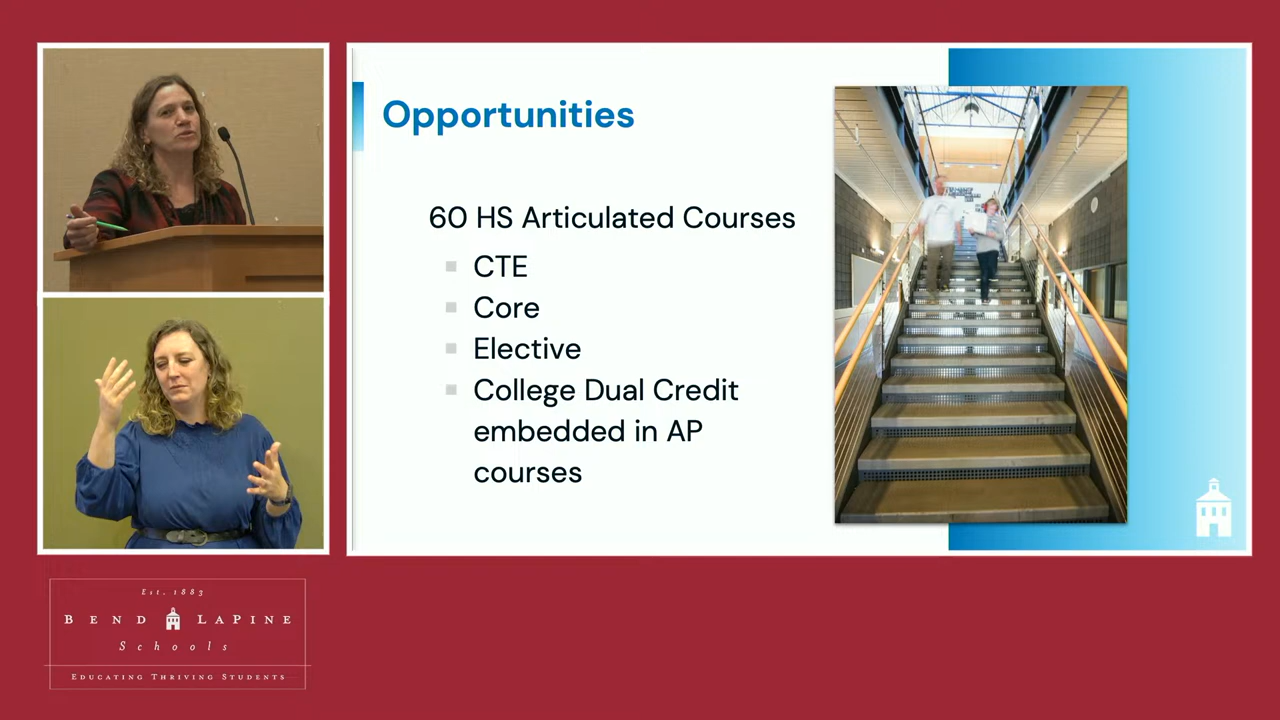 Opportunities
60 HS Articulated Courses
CTE
Core
Elective
College Dual Credit
embedded in AP
courses
Est. 1883
BEND LAPINE
Schools
EDUCATING THRIVING STUDENTS